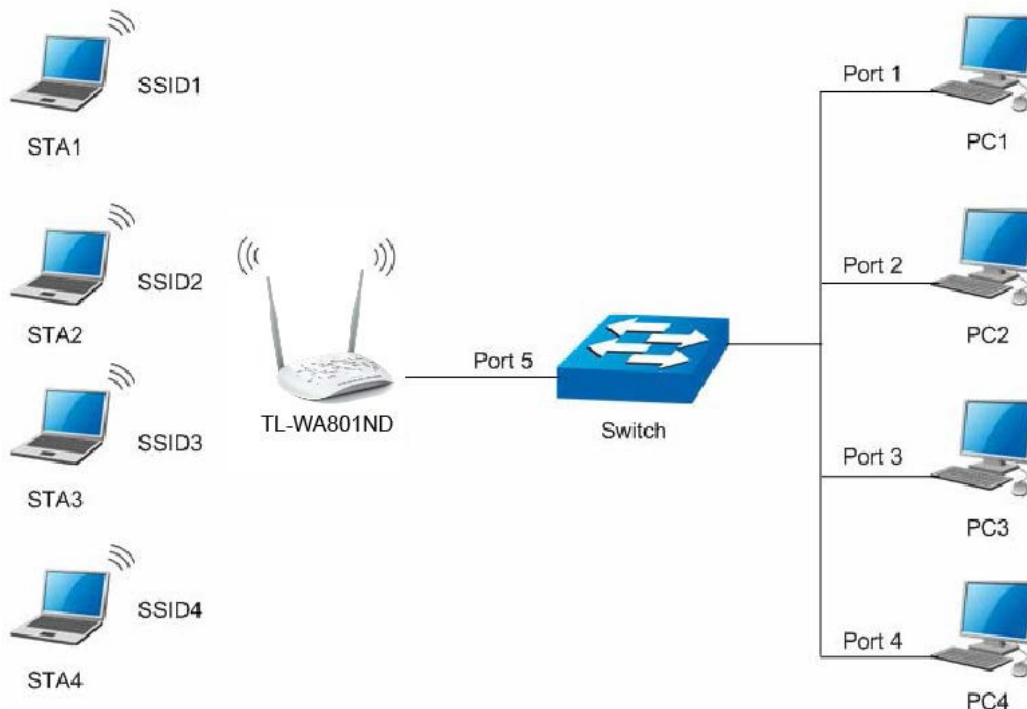 SSID1
STA1
SSID2
STA2
SSID3
STA3
SSID4
STA4
TL-WA801ND
Port 5
Switch
Port 1
PC1
Port 2
PC2
Port 3
PC3
Port 4
PC4